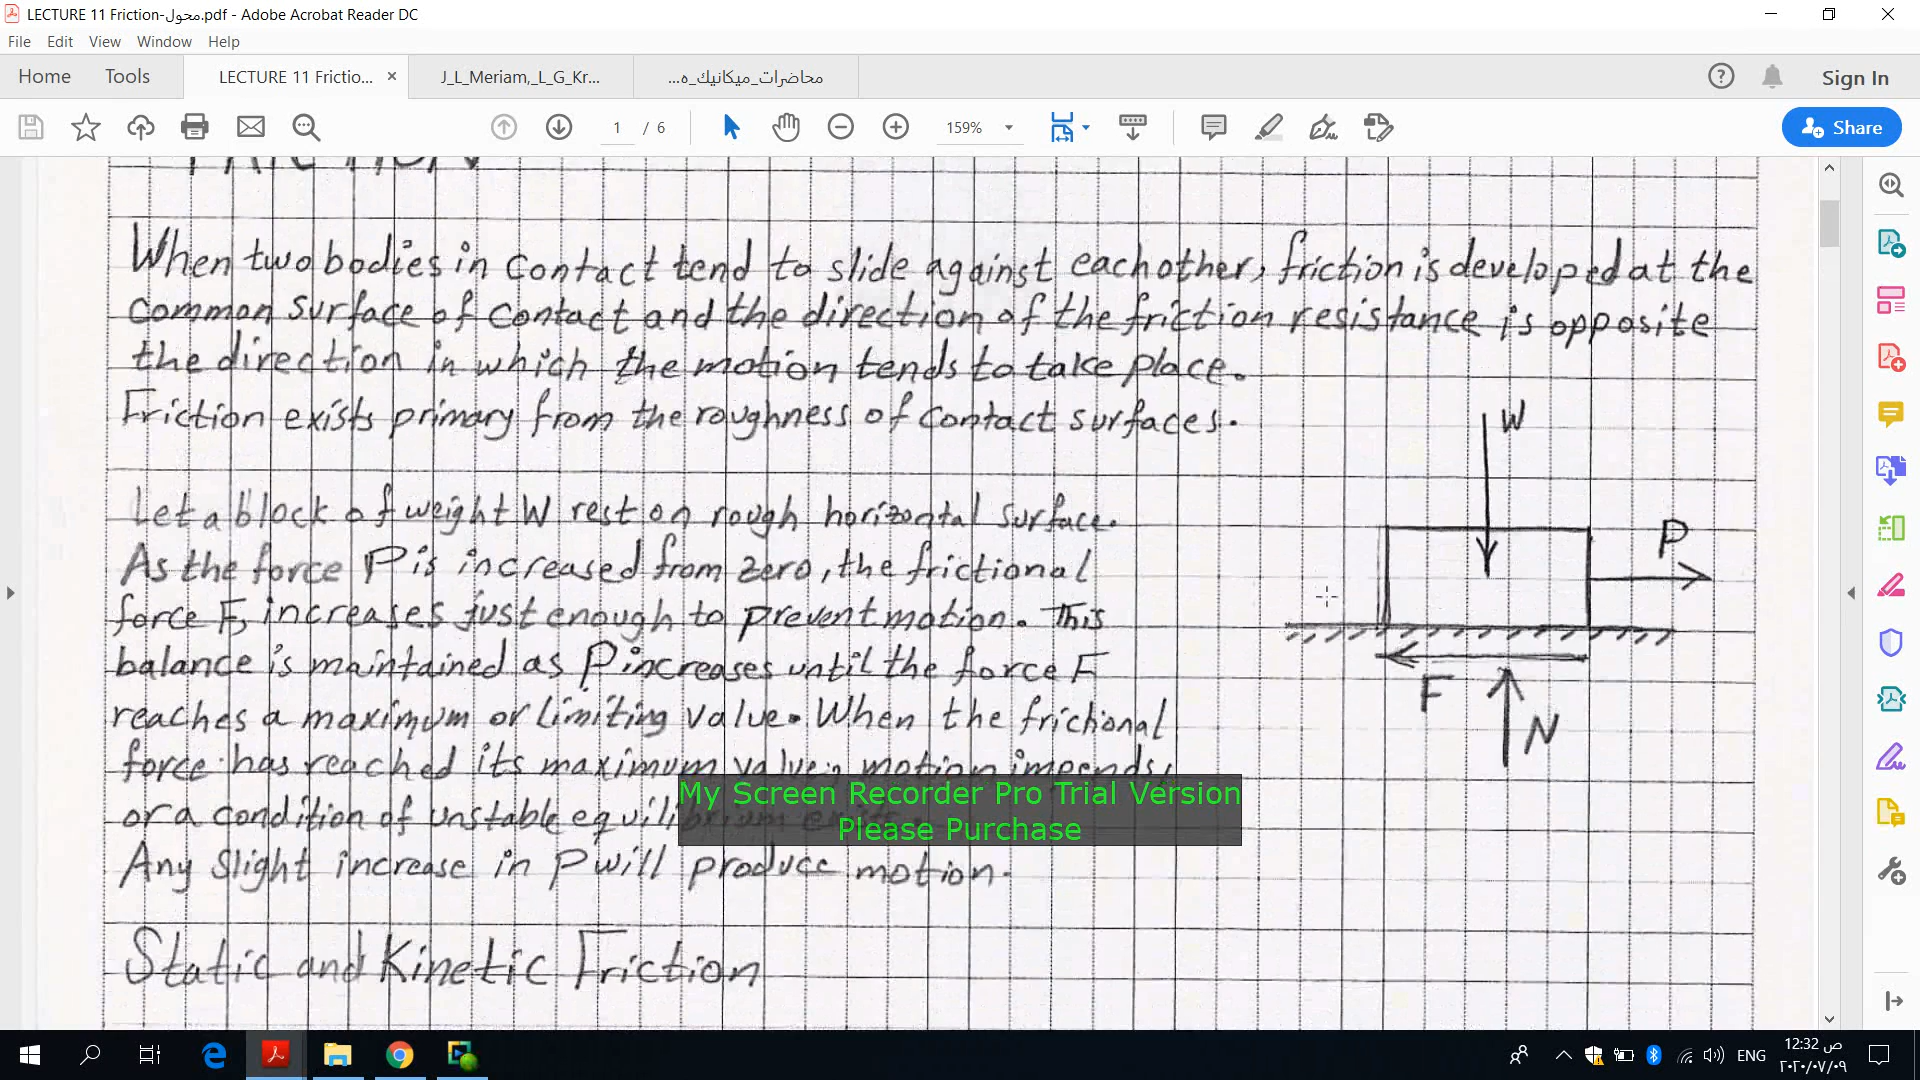 LECTURE 11 Friction-محول.pdf - Adobe Acrobat Reader DC
File Edit View Window Help
Home Tools LECTURE 11 Frictio... × J_L_Meriam,_L_G_Kr... محاضرات_ميكانيك_ه... Sign In
1 / 6 159% Share
FRICTION
When two bodies in contact tend to slide against eachother, friction is developed at the
common surface of contact and the direction of the friction resistance is opposite
the direction in which the motion tends to take place.
Friction exists primary from the roughness of contact surfaces.
W
Let a block of weight W rest on rough horizontal surface.
P
As the force P is increased from zero, the frictional
force F, increases just enough to prevent motion. This
balance is maintained as P increases until the force F
F
reaches a maximum or limiting value. When the frictional
N
force has reached its maximum value, motion impends,
or a condition of unstable equilibrium exists.
My Screen Recorder Pro Trial Version
Please Purchase
Any slight increase in P will produce motion.
Static and Kinetic Friction
ENG
12:32 ص
٢٠٢٠/٠٧/٠٩